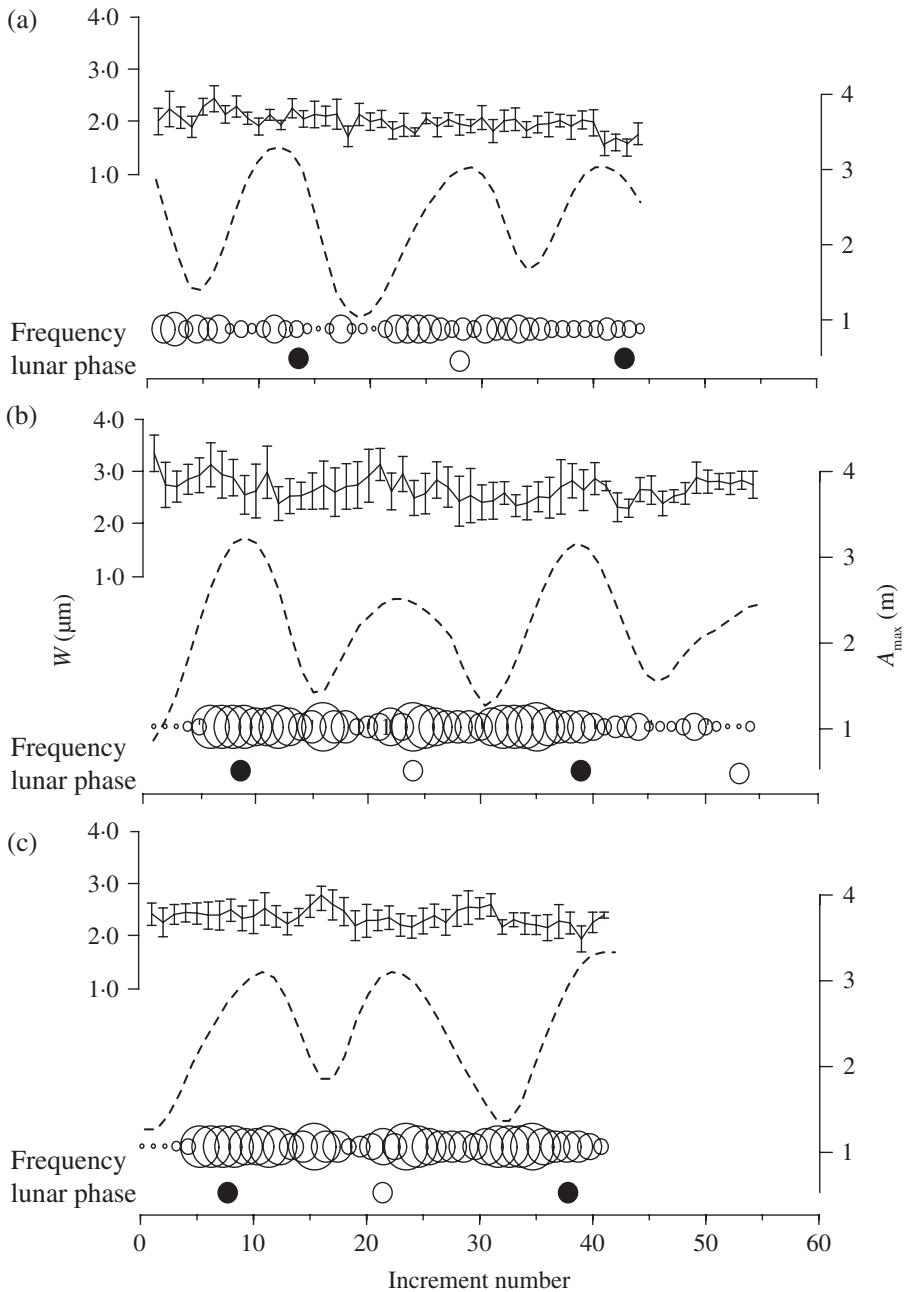 (a)
4·0
3·0
2·0
1·0
4
3
2
1
Frequency
lunar phase
(b)
4·0
3·0
2·0
1·0
W (μm)
4
3
2
1
A max (m)
Frequency
lunar phase
(c)
4·0
3·0
2·0
1·0
4
3
2
1
Frequency
lunar phase
0 10 20 30 40 50 60
Increment number